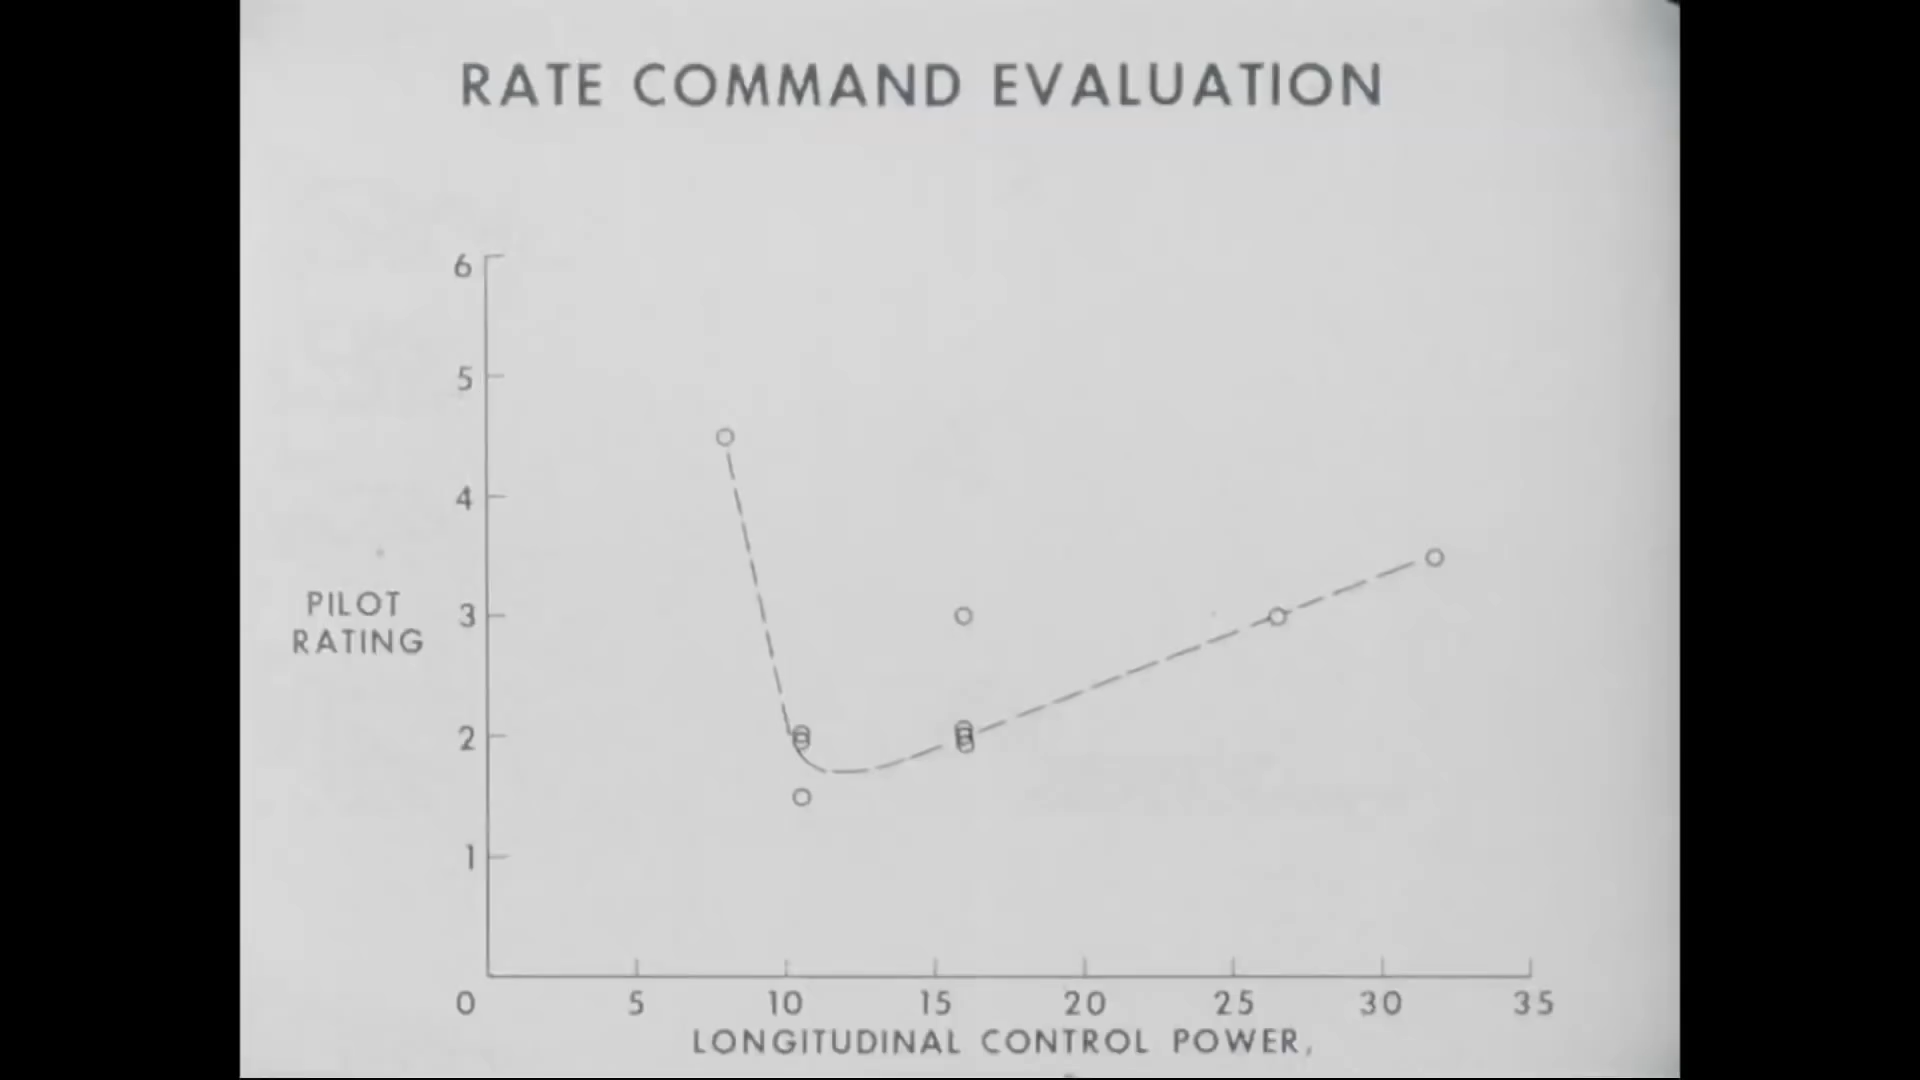 RATE COMMAND EVALUATION
6
5
4
PILOT
RATING
3
2
1
0 5 10 15 20 25 30 35
LONGITUDINAL CONTROL POWER,